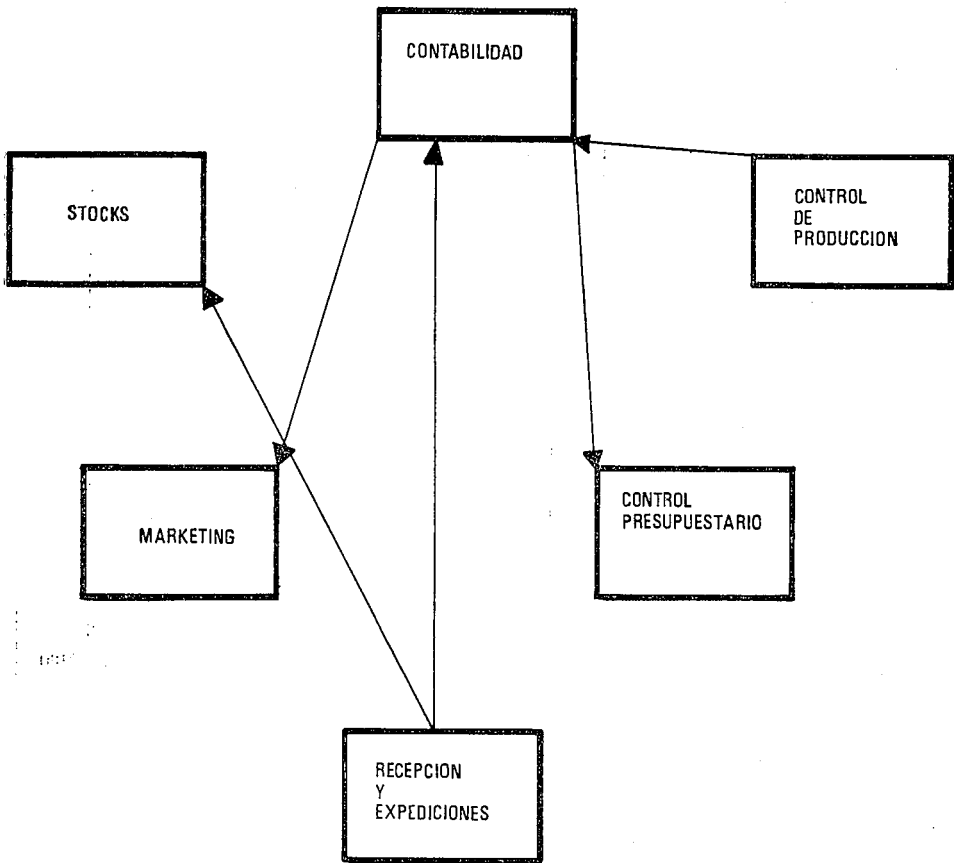 CONTABILIDAD
STOCKS
CONTROL
DE
PRODUCCION
MARKETING
CONTROL
PRESUPUESTARIO
RECEPCION
Y
EXPEDICIONES